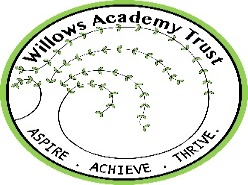 Willows Academy Trust
ASPIRE . ACHIEVE . THRIVE.